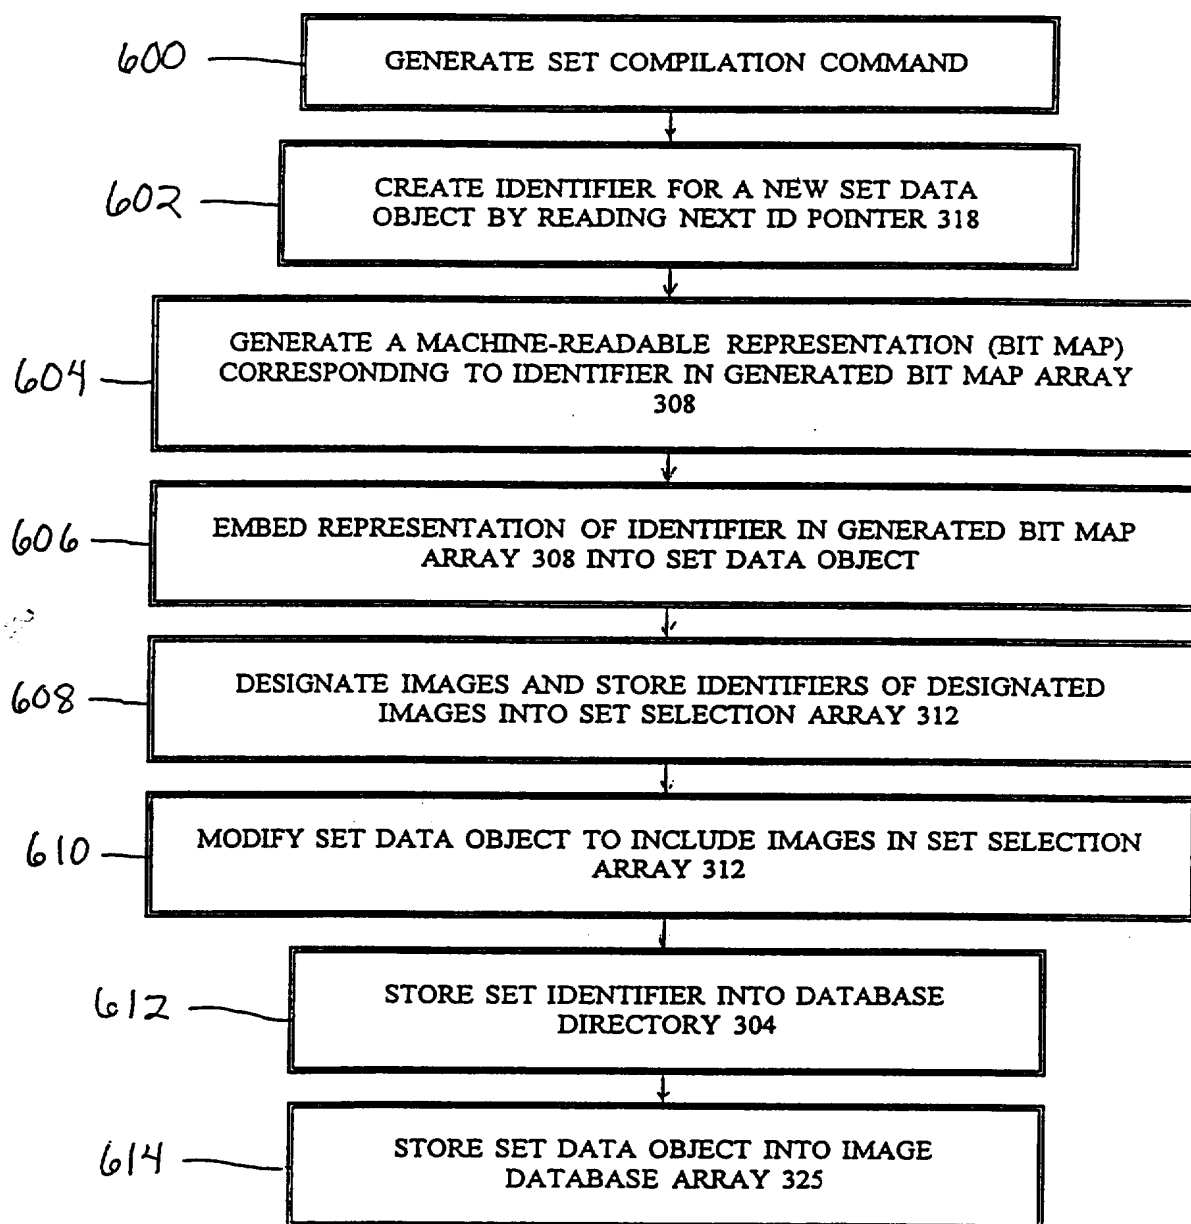 600
GENERATE SET COMPILATION COMMAND
602
CREATE IDENTIFIER FOR A NEW SET DATA
OBJECT BY READING NEXT ID POINTER 318
604
GENERATE A MACHINE-READABLE REPRESENTATION (BIT MAP)
CORRESPONDING TO IDENTIFIER IN GENERATED BIT MAP ARRAY
308
606
EMBED REPRESENTATION OF IDENTIFIER IN GENERATED BIT MAP
ARRAY 308 INTO SET DATA OBJECT
608
DESIGNATE IMAGES AND STORE IDENTIFIERS OF DESIGNATED
IMAGES INTO SET SELECTION ARRAY 312
610
MODIFY SET DATA OBJECT TO INCLUDE IMAGES IN SET SELECTION
ARRAY 312
612
STORE SET IDENTIFIER INTO DATABASE
DIRECTORY 304
614
STORE SET DATA OBJECT INTO IMAGE
DATABASE ARRAY 325